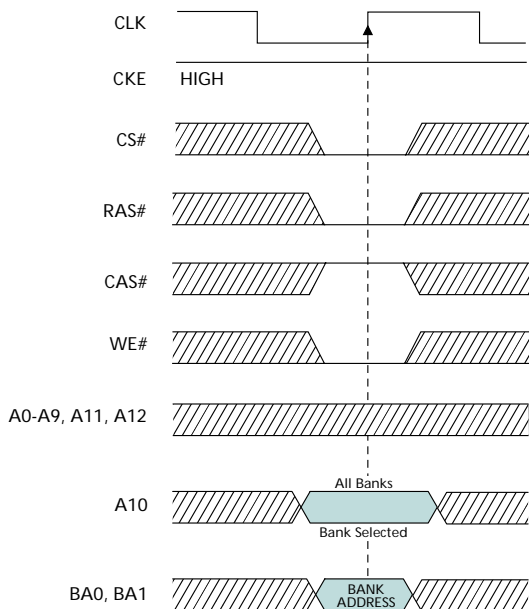 CLK
CKE HIGH
CS#
RAS#
CAS#
WE#
A0-A9, A11, A12
All Banks
A10
Bank Selected
BA0, BA1
BANK
ADDRESS